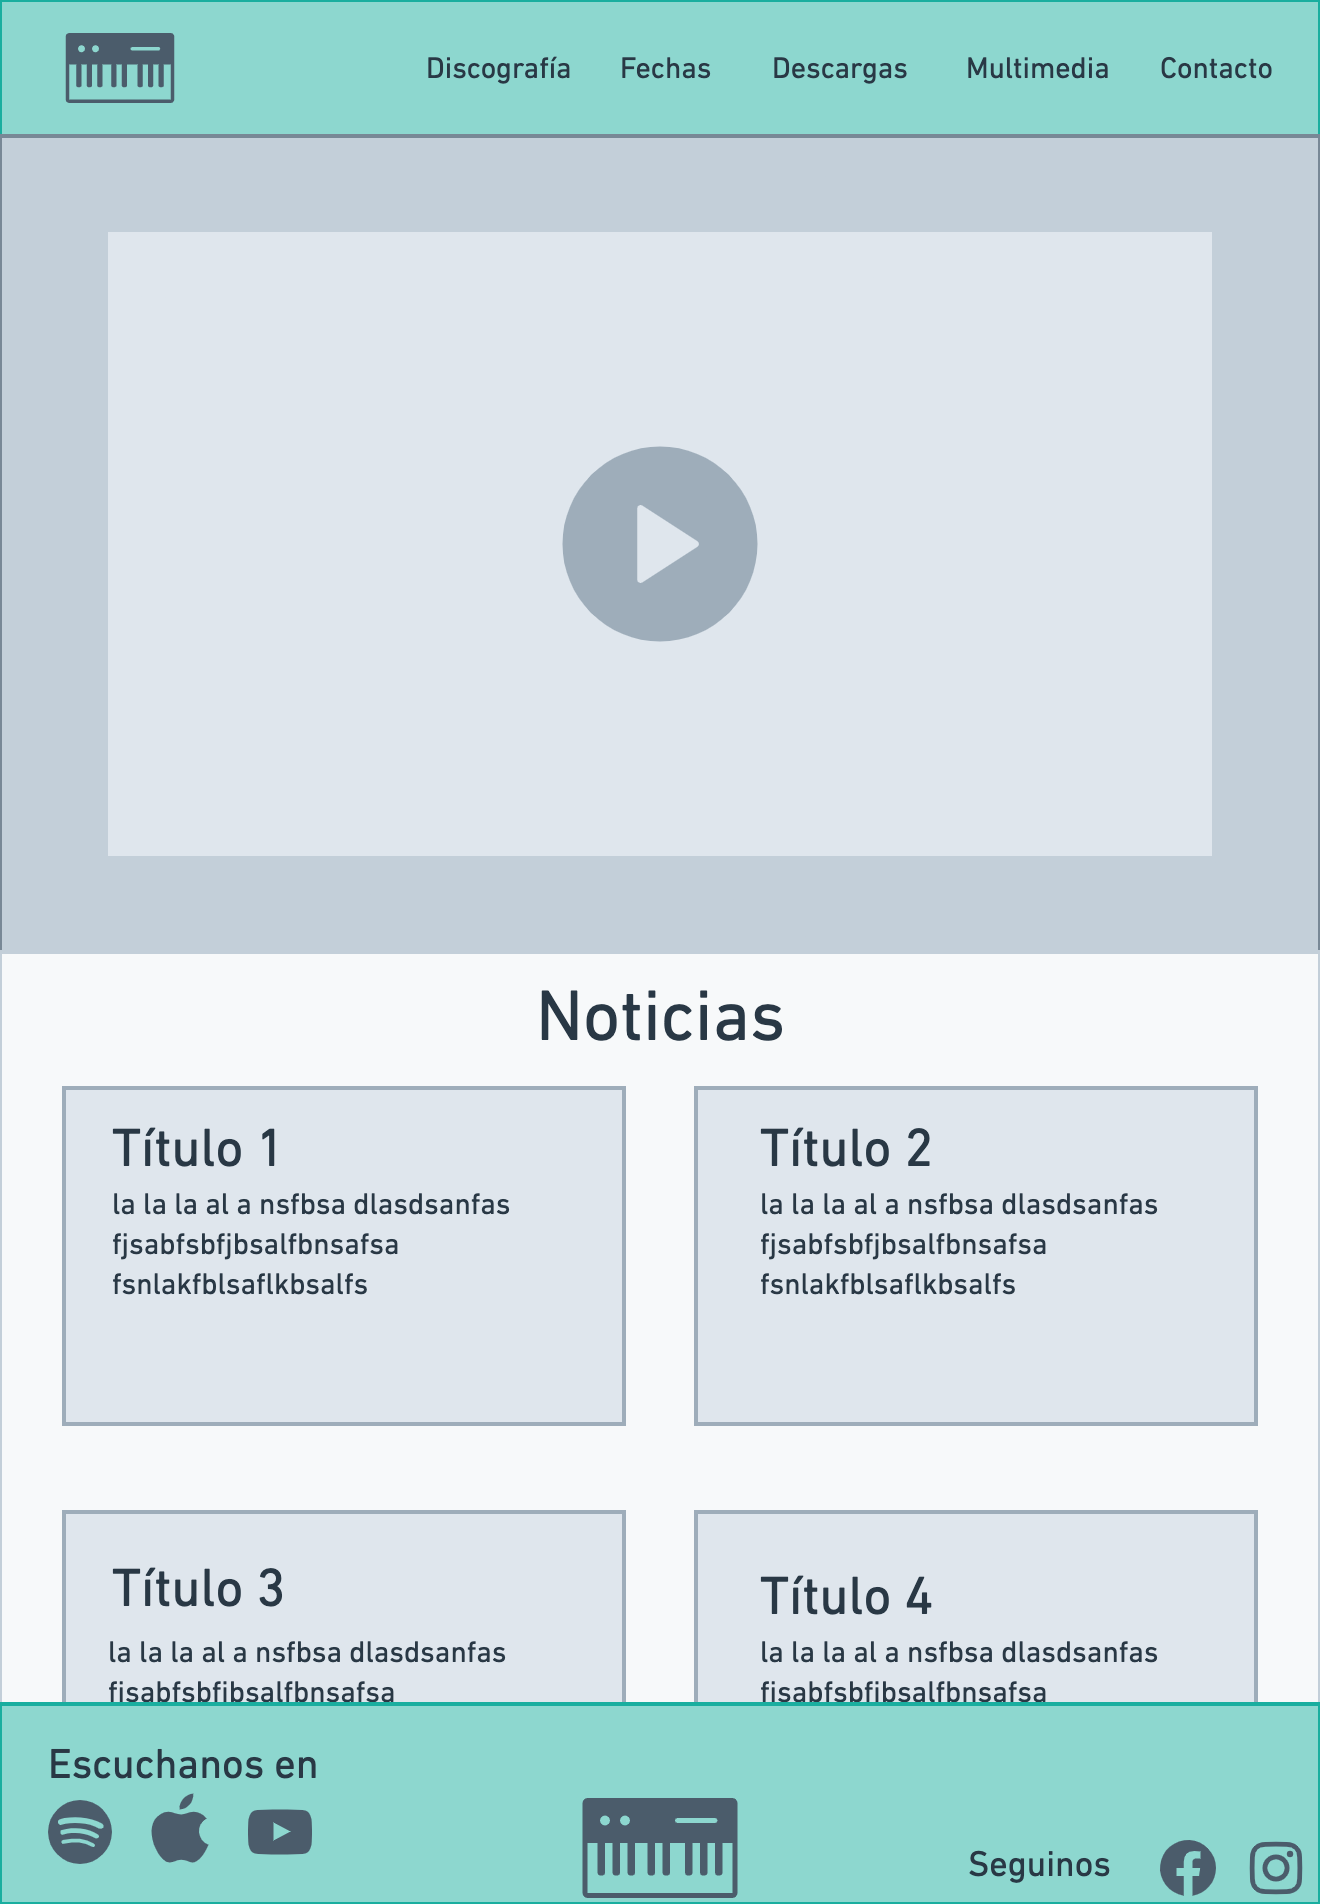 Discografía Fechas Descargas Multimedia Contacto
Noticias
Título 1
la la la al a nsfbsa dlasdsanfas
fjsabfsbfjbsalfbnsafsa
fsnlakfblsaflkbsalfs
Título 2
la la la al a nsfbsa dlasdsanfas
fjsabfsbfjbsalfbnsafsa
fsnlakfblsaflkbsalfs
Título 3
la la la al a nsfbsa dlasdsanfas
fjsabfsbfjbsalfbnsafsa
Título 4
la la la al a nsfbsa dlasdsanfas
fjsabfsbfjbsalfbnsafsa
Escuchanos en
Seguinos